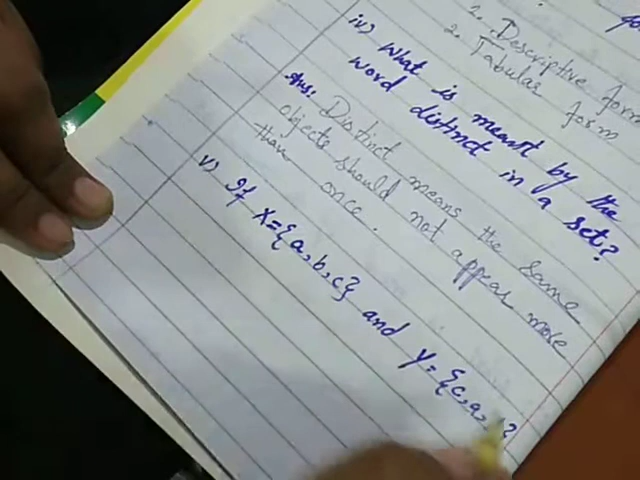 2. Descriptive form
2. Tabular form
iv) What is meant by the
word distinct in a set?
Ans. Distinct means the same
objects should not appear more
than once.
v) If X={a,b,c} and Y={c,a,